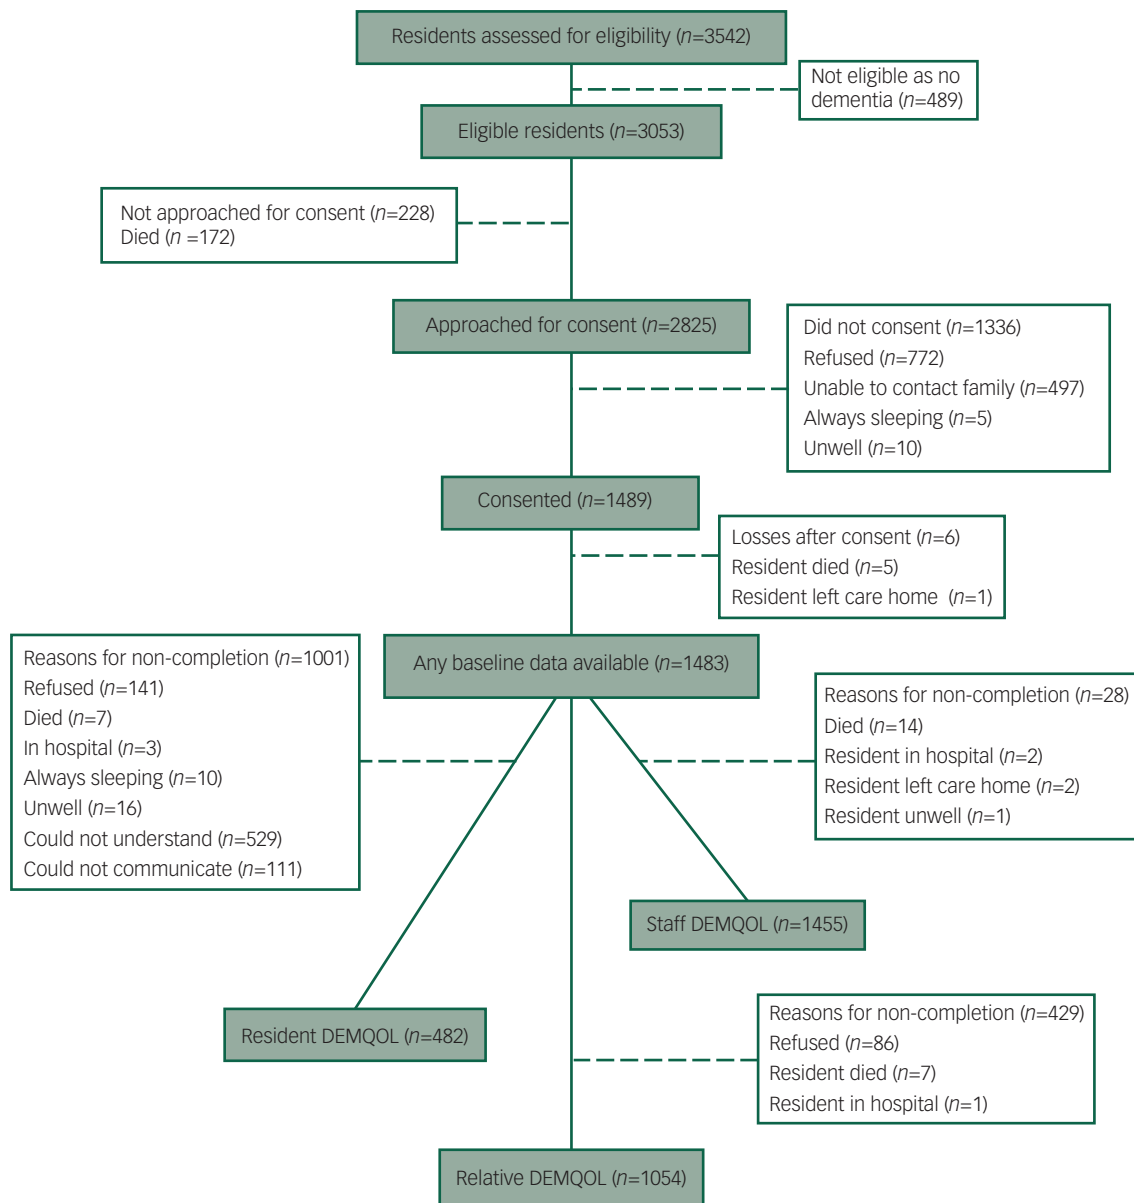 Residents assessed for eligibility (n=3542)
Not eligible as no
dementia (n=489)
Eligible residents (n=3053)
Not approached for consent (n=228)
Died (n =172)
Approached for consent (n=2825)
Did not consent (n=1336)
Refused (n=772)
Unable to contact family (n=497)
Always sleeping (n=5)
Unwell (n=10)
Consented (n=1489)
Losses after consent (n=6)
Resident died (n=5)
Resident left care home (n=1)
Any baseline data available (n=1483)
Reasons for non-completion (n=1001)
Refused (n=141)
Died (n=7)
In hospital (n=3)
Always sleeping (n=10)
Unwell (n=16)
Could not understand (n=529)
Could not communicate (n=111)
Reasons for non-completion (n=28)
Died (n=14)
Resident in hospital (n=2)
Resident left care home (n=2)
Resident unwell (n=1)
Staff DEMQOL (n=1455)
Resident DEMQOL (n=482)
Reasons for non-completion (n=429)
Refused (n=86)
Resident died (n=7)
Resident in hospital (n=1)
Relative DEMQOL (n=1054)